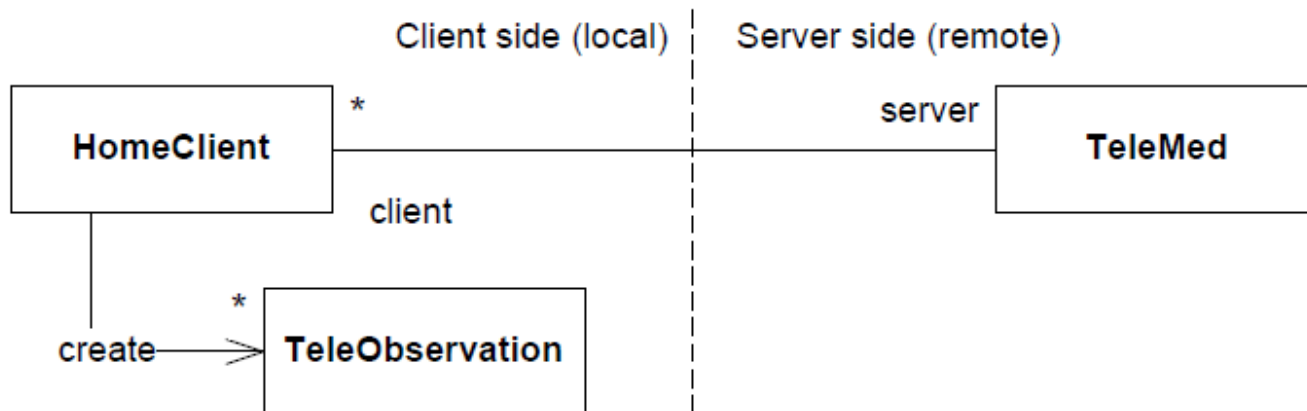 Client side (local)
Server side (remote)
*
server
HomeClient
TeleMed
client
*
create
TeleObservation